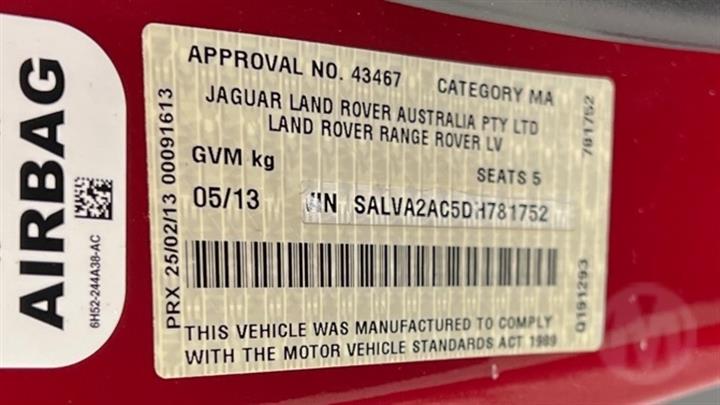 AIRBAG
6H52-244A38-AC
PRX 25/02/13 00091613
APPROVAL NO. 43467 CATEGORY MA
JAGUAR LAND ROVER AUSTRALIA PTY LTD
LAND ROVER RANGE ROVER LV
GVM kg SEATS 5
05/13 VIN SALVA2AC5DH781752
THIS VEHICLE WAS MANUFACTURED TO COMPLY
WITH THE MOTOR VEHICLE STANDARDS ACT 1989
781752
Q191293
M